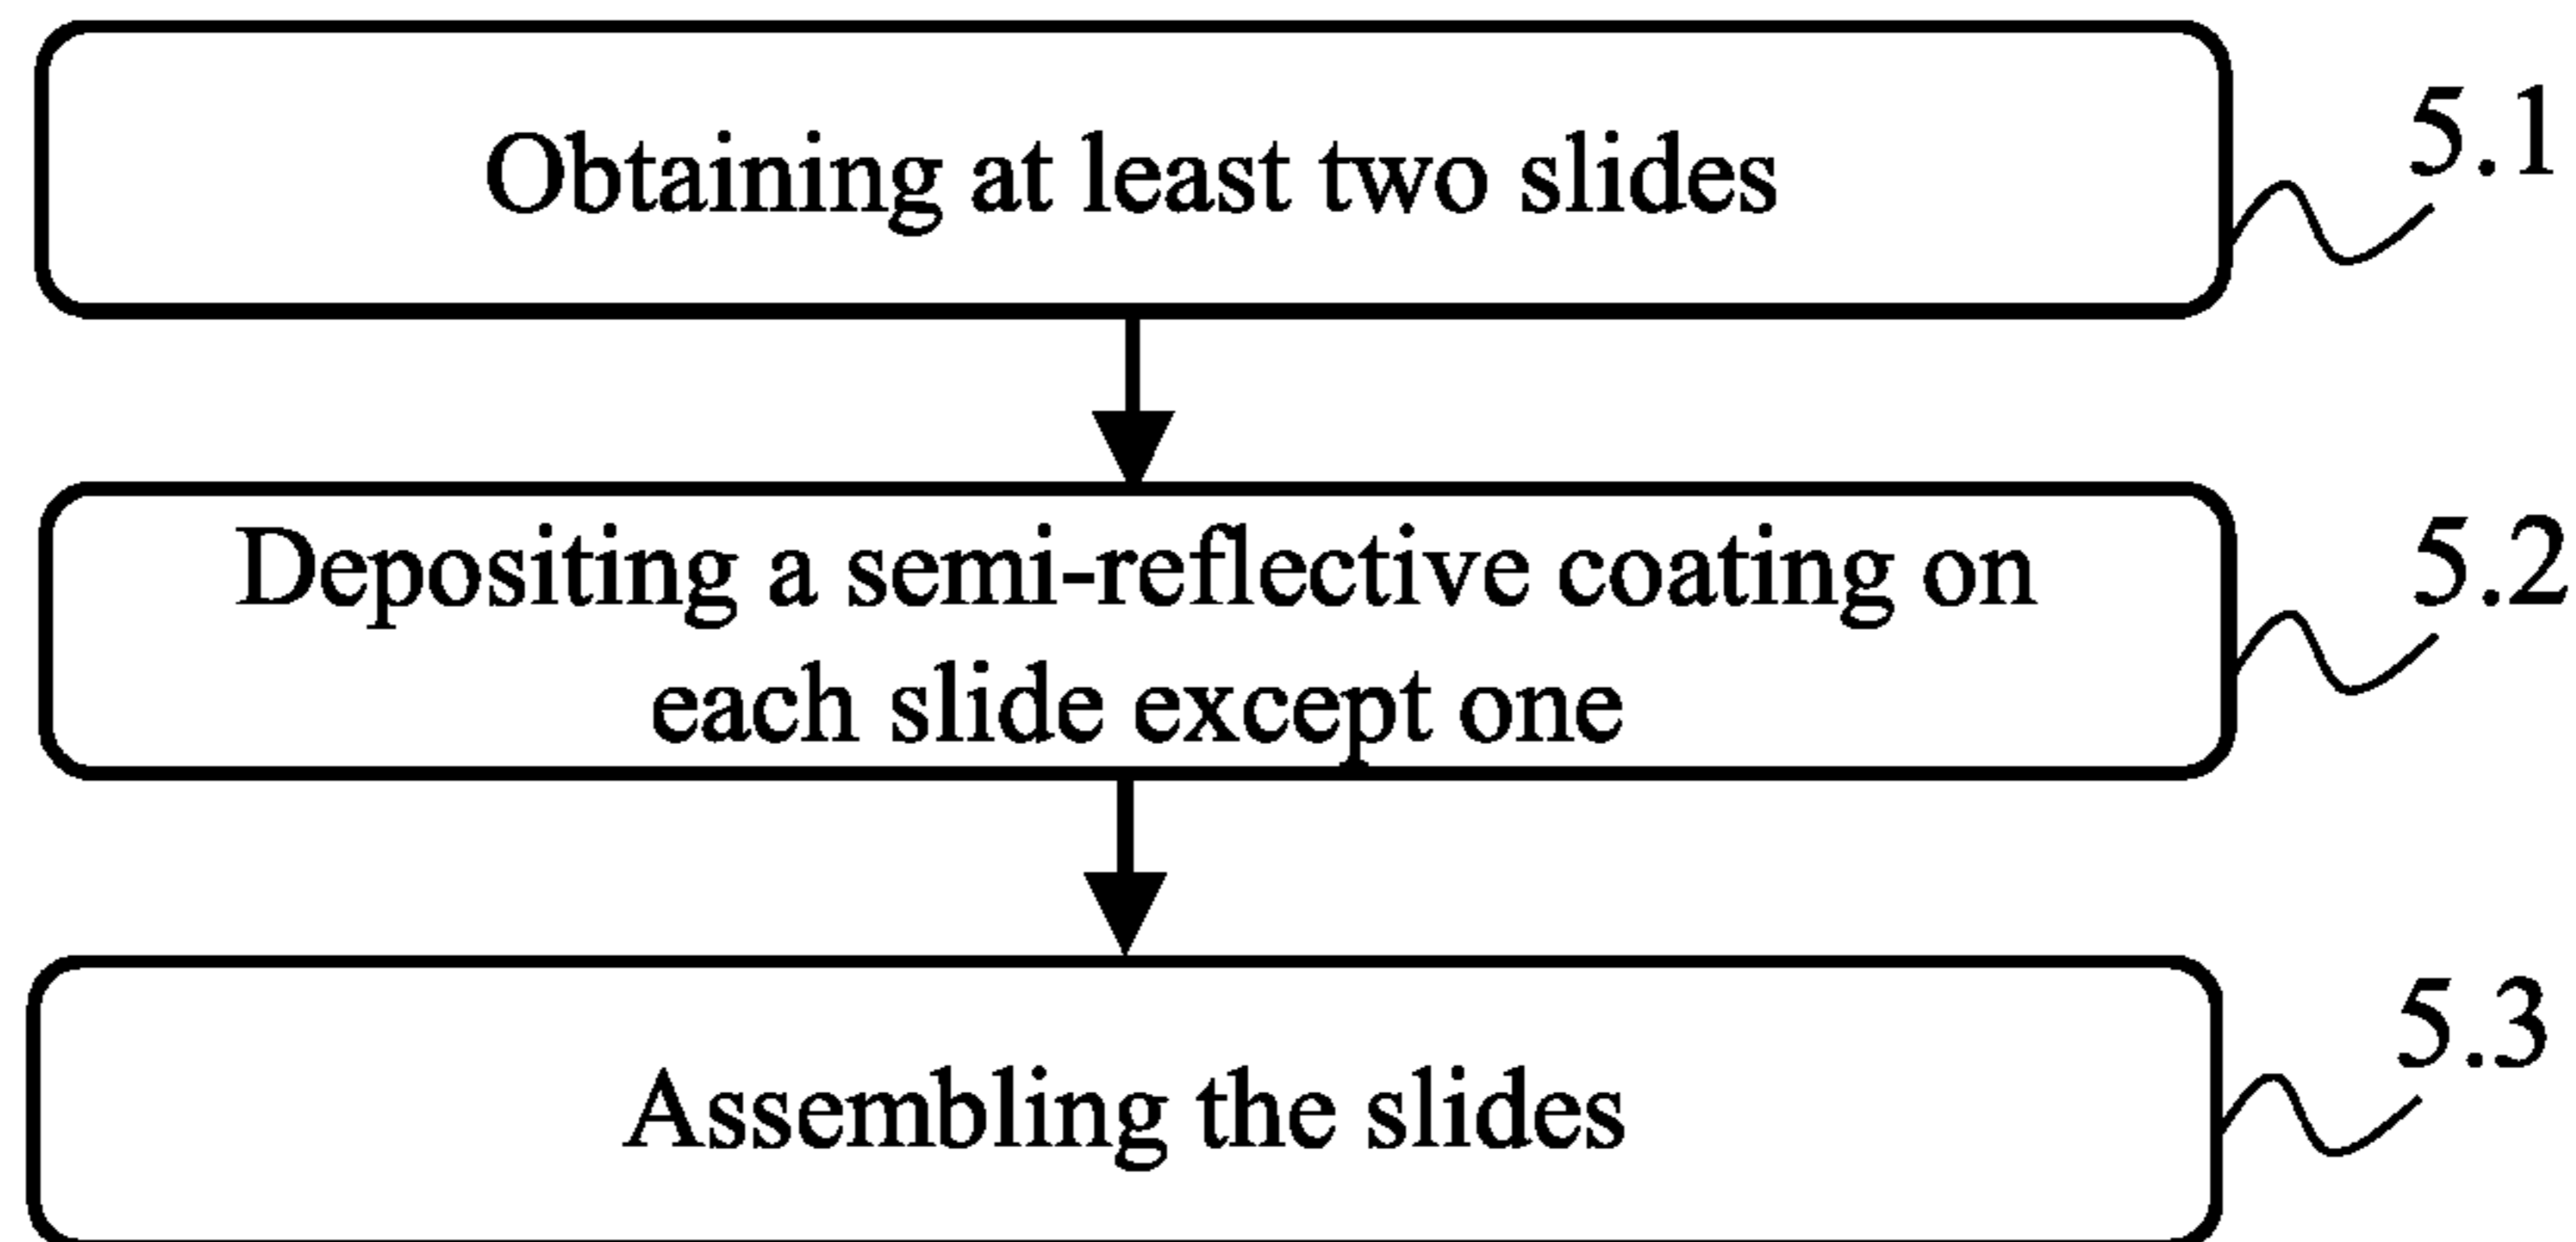 Obtaining at least two slides
5.1
Depositing a semi-reflective coating on
each slide except one
5.2
Assembling the slides
5.3